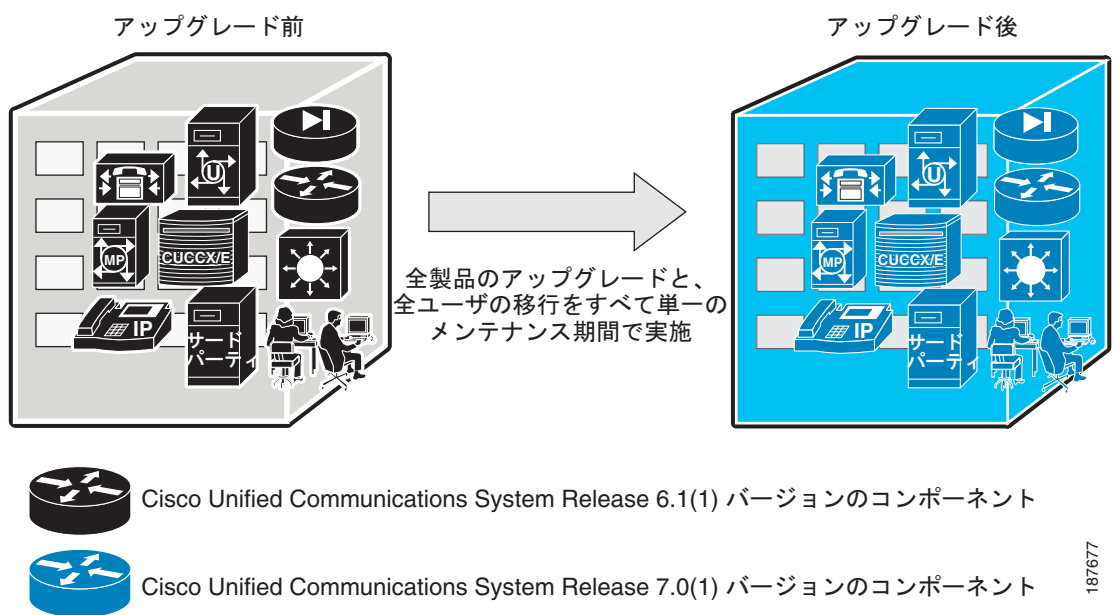 アップグレード前
アップグレード後
U
MP
CUCCX/E
IP
サード
パーティ
全製品のアップグレードと、
全ユーザの移行をすべて単一の
メンテナンス期間で実施
U
MP
CUCCX/E
IP
サード
パーティ
Cisco Unified Communications System Release 6.1(1) バージョンのコンポーネント
Cisco Unified Communications System Release 7.0(1) バージョンのコンポーネント
187677